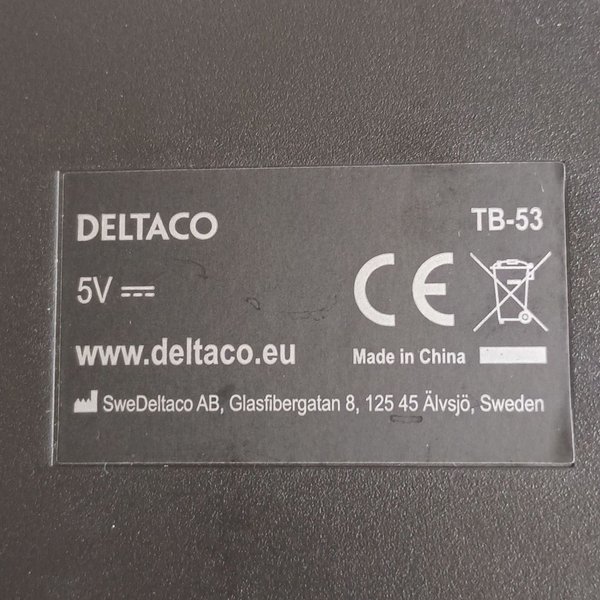 DELTACO TB-53
5V ⎓
CE
www.deltaco.eu
Made in China
SweDeltaco AB, Glasfibergatan 8, 125 45 Älvsjö, Sweden